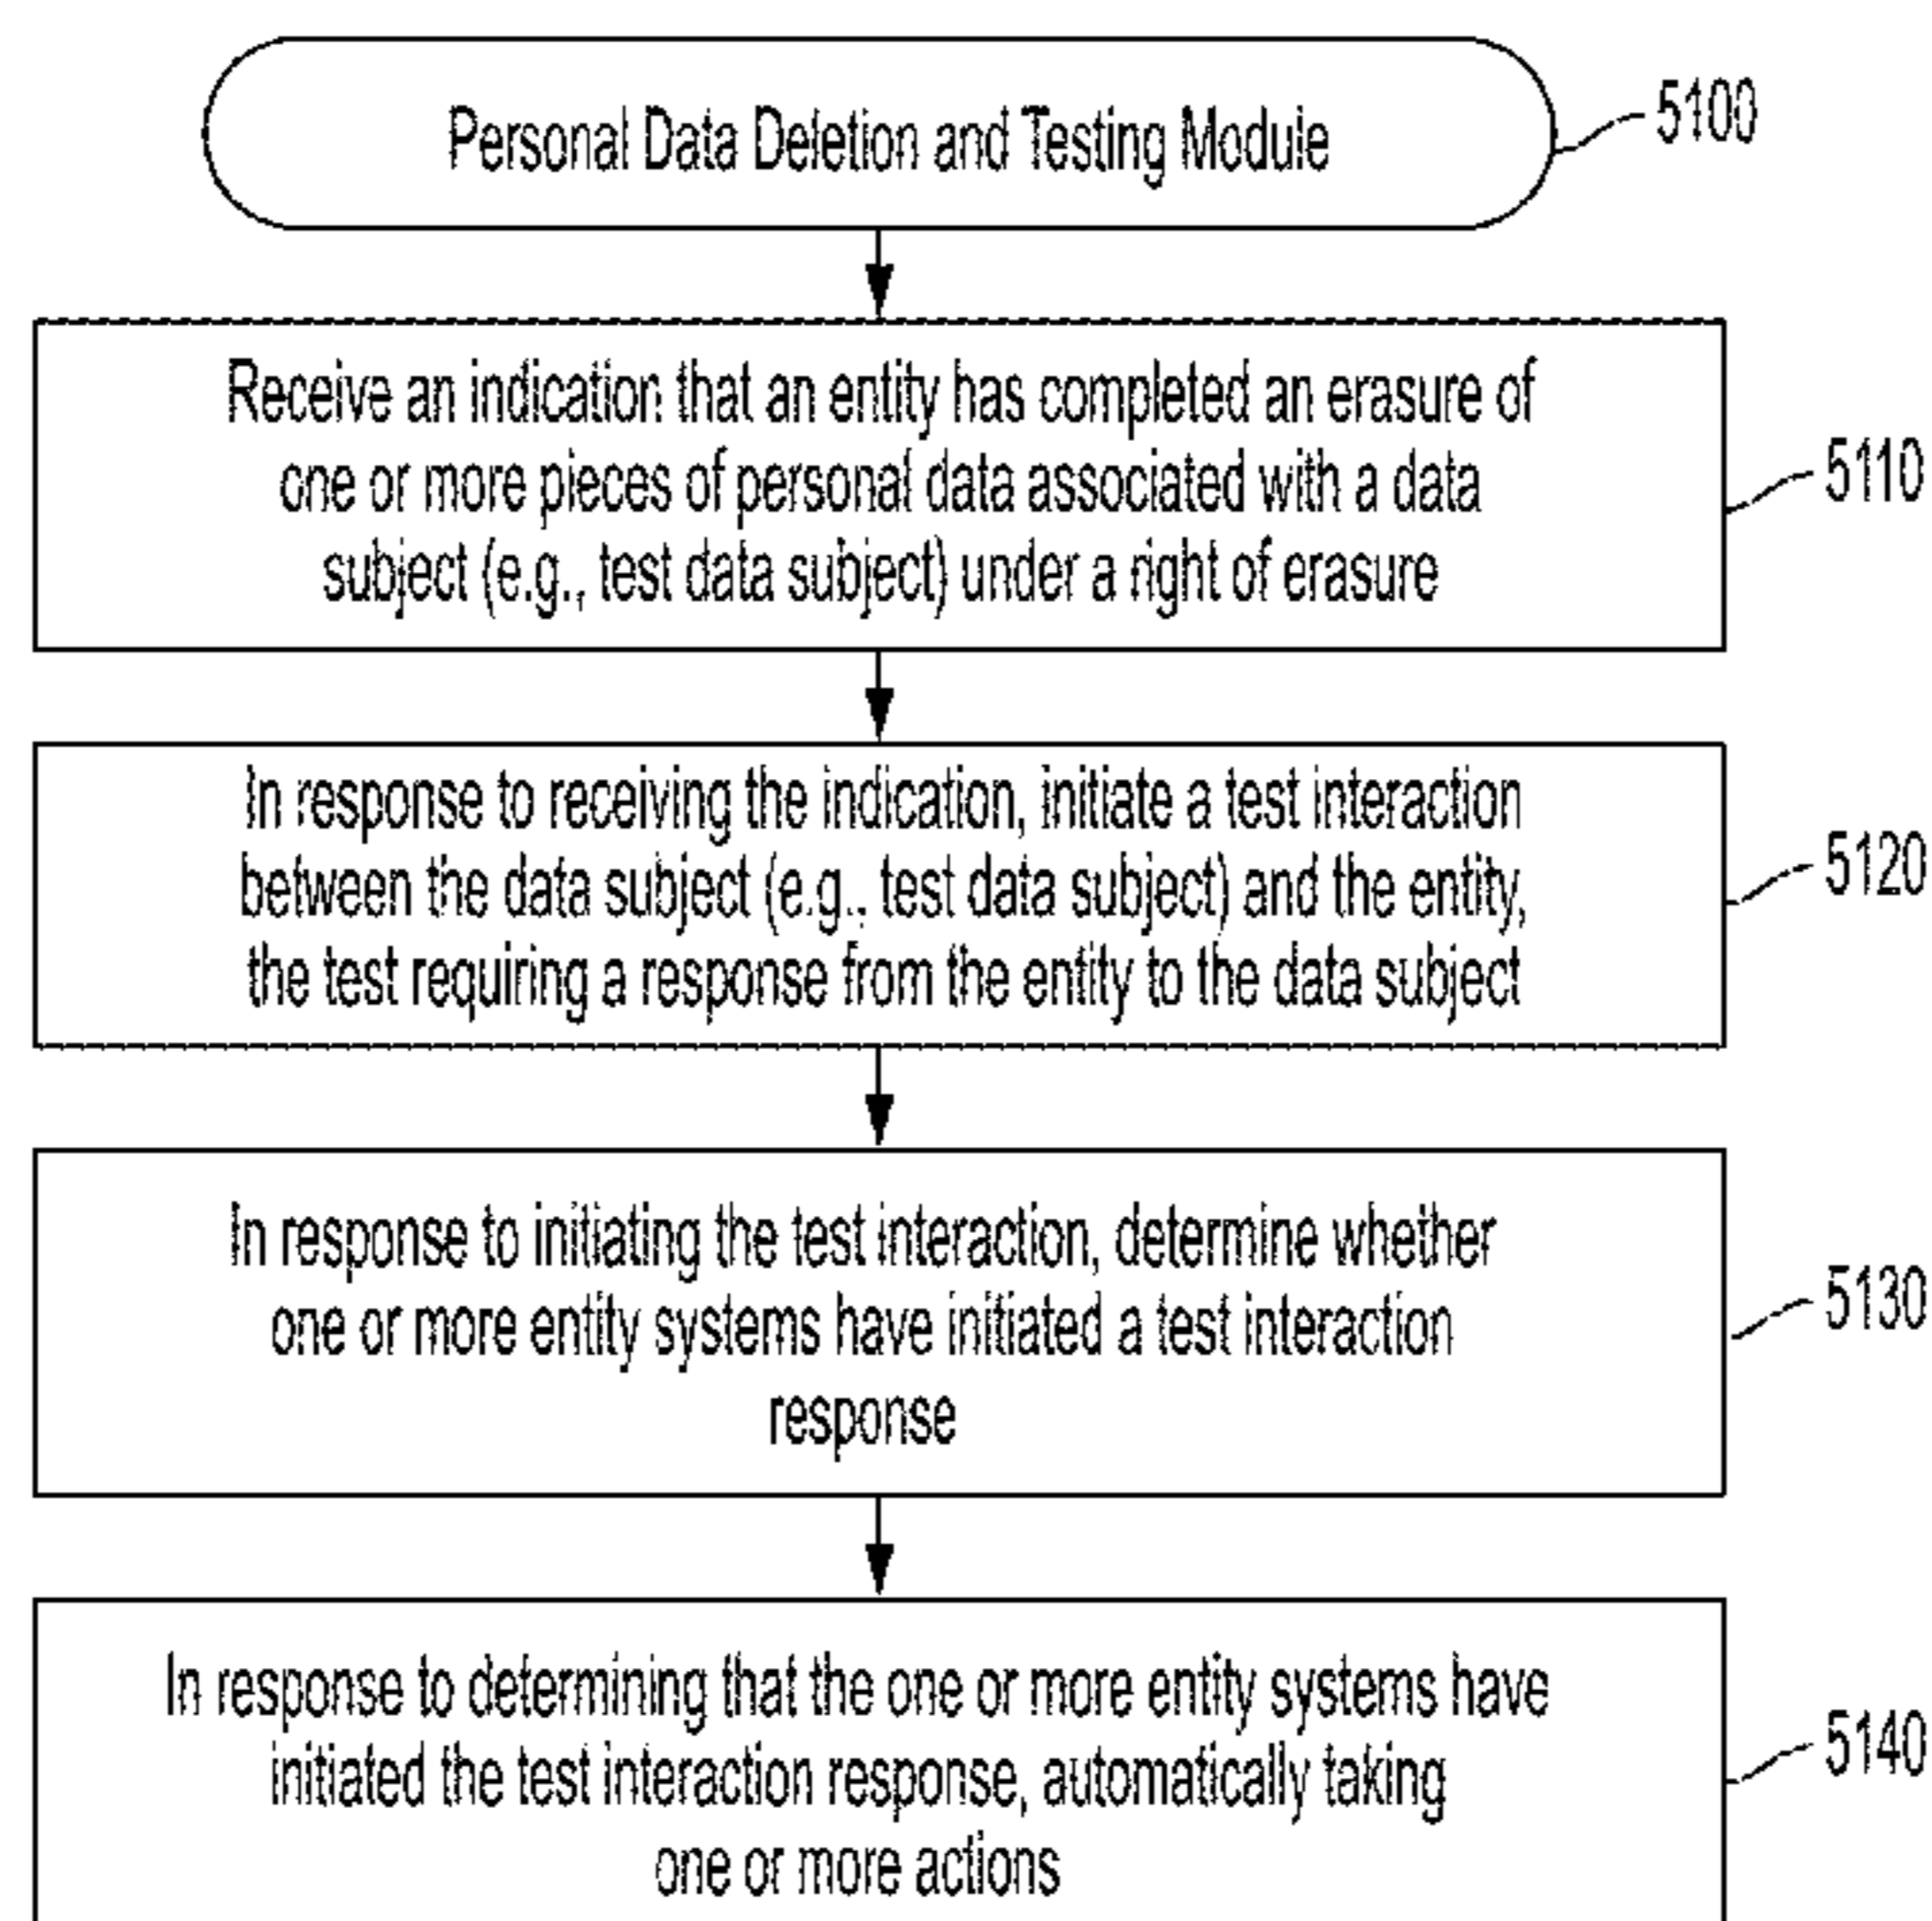 Personal Data Deletion and Testing Module
5100
Receive an indication that an entity has completed an erasure of
one or more pieces of personal data associated with a data
subject (e.g., test data subject) under a right of erasure
5110
In response to receiving the indication, initiate a test interaction
between the data subject (e.g., test data subject) and the entity,
the test requiring a response from the entity to the data subject
5120
In response to initiating the test interaction, determine whether
one or more entity systems have initiated a test interaction
response
5130
In response to determining that the one or more entity systems have
initiated the test interaction response, automatically taking
one or more actions
5140